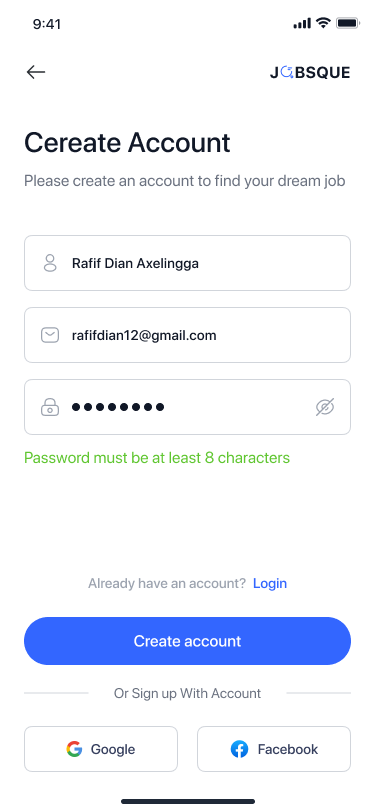 9:41
JOBSQUE
Cereate Account
Please create an account to find your dream job
Rafif Dian Axelingga
rafifdian12@gmail.com
●●●●●●●●
Password must be at least 8 characters
Already have an account? Login
Create account
Or Sign up With Account
Google
Facebook